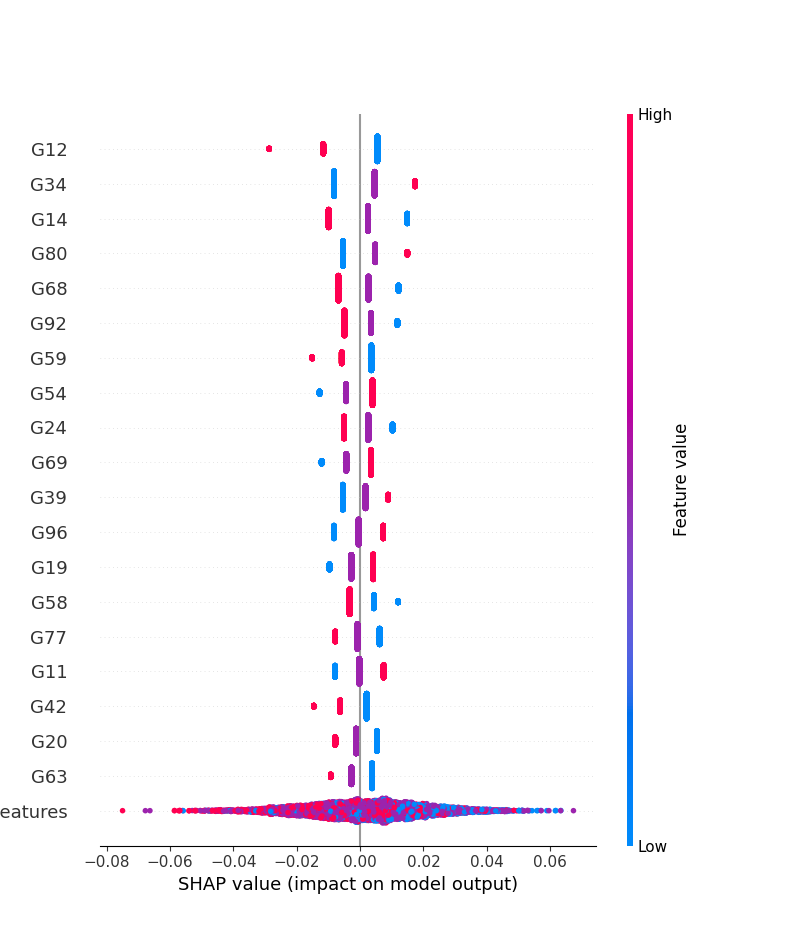 High
G12
G34
G14
G80
G68
G92
G59
G54
G24
G69
G39
G96
G19
G58
G77
G11
G42
G20
G63
eatures
Low
Feature value
−0.08 −0.06 −0.04 −0.02 0.00 0.02 0.04 0.06
SHAP value (impact on model output)